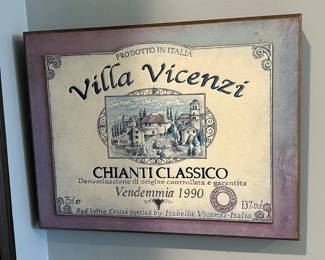 PRODOTTO IN ITALIA
Villa Vicenzi
CHIANTI CLASSICO
Denominazione di origine controllata e garantita
Vendemmia 1990
75cl e
13% vol
Red Wine Estate bottled by: Isabella Vicenzi-Italia